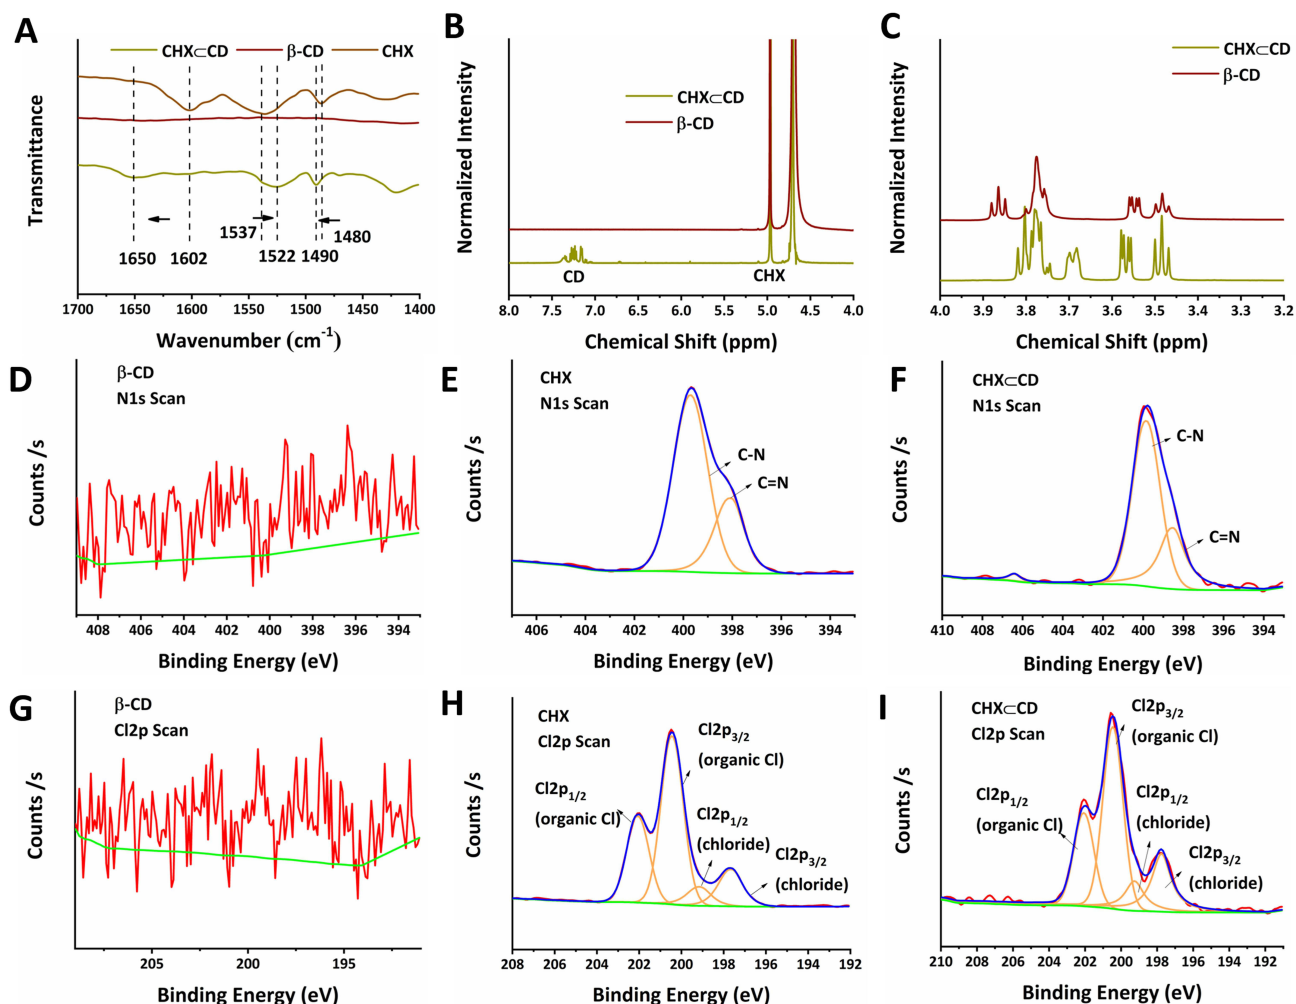 A
CHX⊂CD
β-CD
CHX
Transmittance
1537
1480
1650
1602
1522
1490
1700
1650
1600
1550
1500
1450
1400
Wavenumber (cm⁻¹)
B
CHX⊂CD
β-CD
Normalized Intensity
CD
CHX
8.0
7.5
7.0
6.5
6.0
5.5
5.0
4.5
4.0
Chemical Shift (ppm)
C
CHX⊂CD
β-CD
Normalized Intensity
4.0
3.9
3.8
3.7
3.6
3.5
3.4
3.3
3.2
Chemical Shift (ppm)
D
β-CD
N1s Scan
Counts /s
408
406
404
402
400
398
396
394
Binding Energy (eV)
E
CHX
N1s Scan
C-N
C=N
Counts /s
406
404
402
400
398
396
394
Binding Energy (eV)
F
CHX⊂CD
N1s Scan
C-N
C=N
Counts /s
410
408
406
404
402
400
398
396
394
Binding Energy (eV)
G
β-CD
Cl2p Scan
Counts /s
205
200
195
Binding Energy (eV)
H
CHX
Cl2p Scan
Cl2p₃/₂
(organic Cl)
Cl2p₁/₂
(organic Cl)
Cl2p₁/₂
(chloride)
Cl2p₃/₂
(chloride)
Counts /s
208
206
204
202
200
198
196
194
192
Binding Energy (eV)
I
CHX⊂CD
Cl2p Scan
Cl2p₃/₂
(organic Cl)
Cl2p₁/₂
(organic Cl)
Cl2p₁/₂
(chloride)
Cl2p₃/₂
(chloride)
Counts /s
210
208
206
204
202
200
198
196
194
192
Binding Energy (eV)